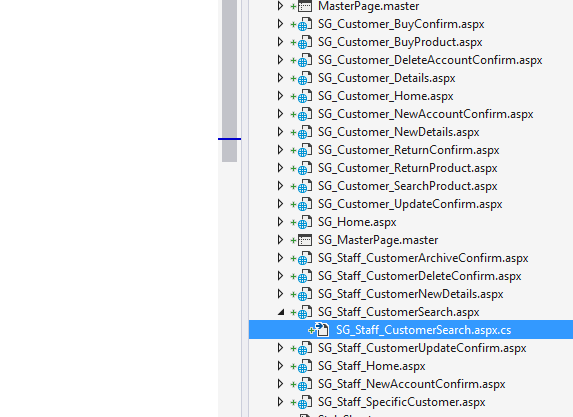 MasterPage.master
SG_Customer_BuyConfirm.aspx
SG_Customer_BuyProduct.aspx
SG_Customer_DeleteAccountConfirm.aspx
SG_Customer_Details.aspx
SG_Customer_Home.aspx
SG_Customer_NewAccountConfirm.aspx
SG_Customer_NewDetails.aspx
SG_Customer_ReturnConfirm.aspx
SG_Customer_ReturnProduct.aspx
SG_Customer_SearchProduct.aspx
SG_Customer_UpdateConfirm.aspx
SG_Home.aspx
SG_MasterPage.master
SG_Staff_CustomerArchiveConfirm.aspx
SG_Staff_CustomerDeleteConfirm.aspx
SG_Staff_CustomerNewDetails.aspx
SG_Staff_CustomerSearch.aspx
SG_Staff_CustomerSearch.aspx.cs
SG_Staff_CustomerUpdateConfirm.aspx
SG_Staff_Home.aspx
SG_Staff_NewAccountConfirm.aspx
SG_Staff_SpecificCustomer.aspx